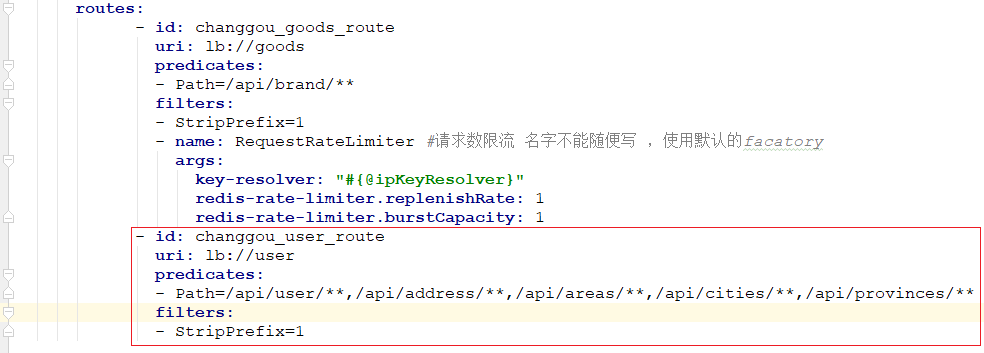 routes:
- id: changgou_goods_route
uri: lb://goods
predicates:
- Path=/api/brand/**
filters:
- StripPrefix=1
- name: RequestRateLimiter #请求数限流 名字不能随便写 ，使用默认的facatory
args:
key-resolver: "#{@ipKeyResolver}"
redis-rate-limiter.replenishRate: 1
redis-rate-limiter.burstCapacity: 1
- id: changgou_user_route
uri: lb://user
predicates:
- Path=/api/user/**,/api/address/**,/api/areas/**,/api/cities/**,/api/provinces/**
filters:
- StripPrefix=1